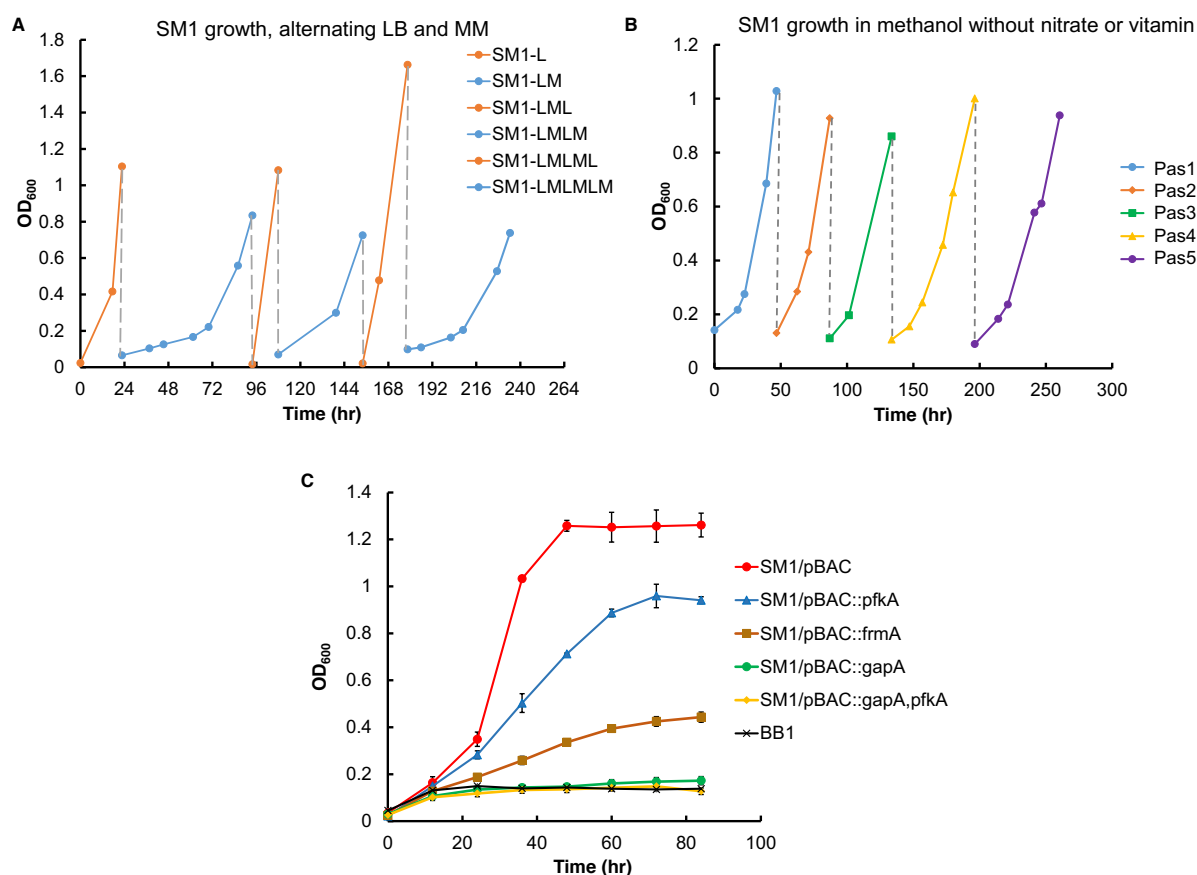 A
SM1 growth, alternating LB and MM
OD600
1.8
1.6
1.4
1.2
1
0.8
0.6
0.4
0.2
0
0 24 48 72 96 120 144 168 192 216 240 264
Time (hr)
SM1-L
SM1-LM
SM1-LML
SM1-LMLM
SM1-LMLML
SM1-LMLMLM
B
SM1 growth in methanol without nitrate or vitamin
OD600
1.2
1
0.8
0.6
0.4
0.2
0
0 50 100 150 200 250 300
Time (hr)
Pas1
Pas2
Pas3
Pas4
Pas5
C
OD600
1.4
1.2
1
0.8
0.6
0.4
0.2
0
0 20 40 60 80 100
Time (hr)
SM1/pBAC
SM1/pBAC::pfkA
SM1/pBAC::frmA
SM1/pBAC::gapA
SM1/pBAC::gapA,pfkA
BB1